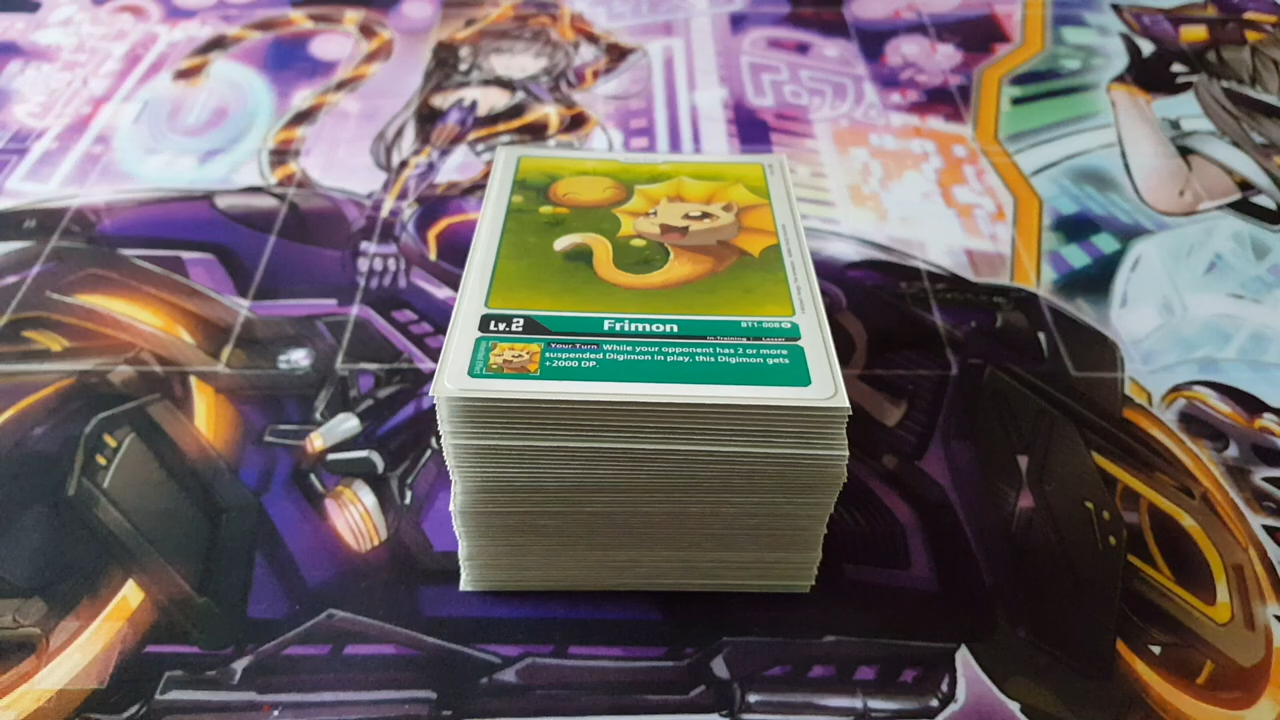 Lv.2 Frimon BT1-008 U
In-Training Lesser
Your Turn While your opponent has 2 or more
suspended Digimon in play, this Digimon gets
+2000 DP.